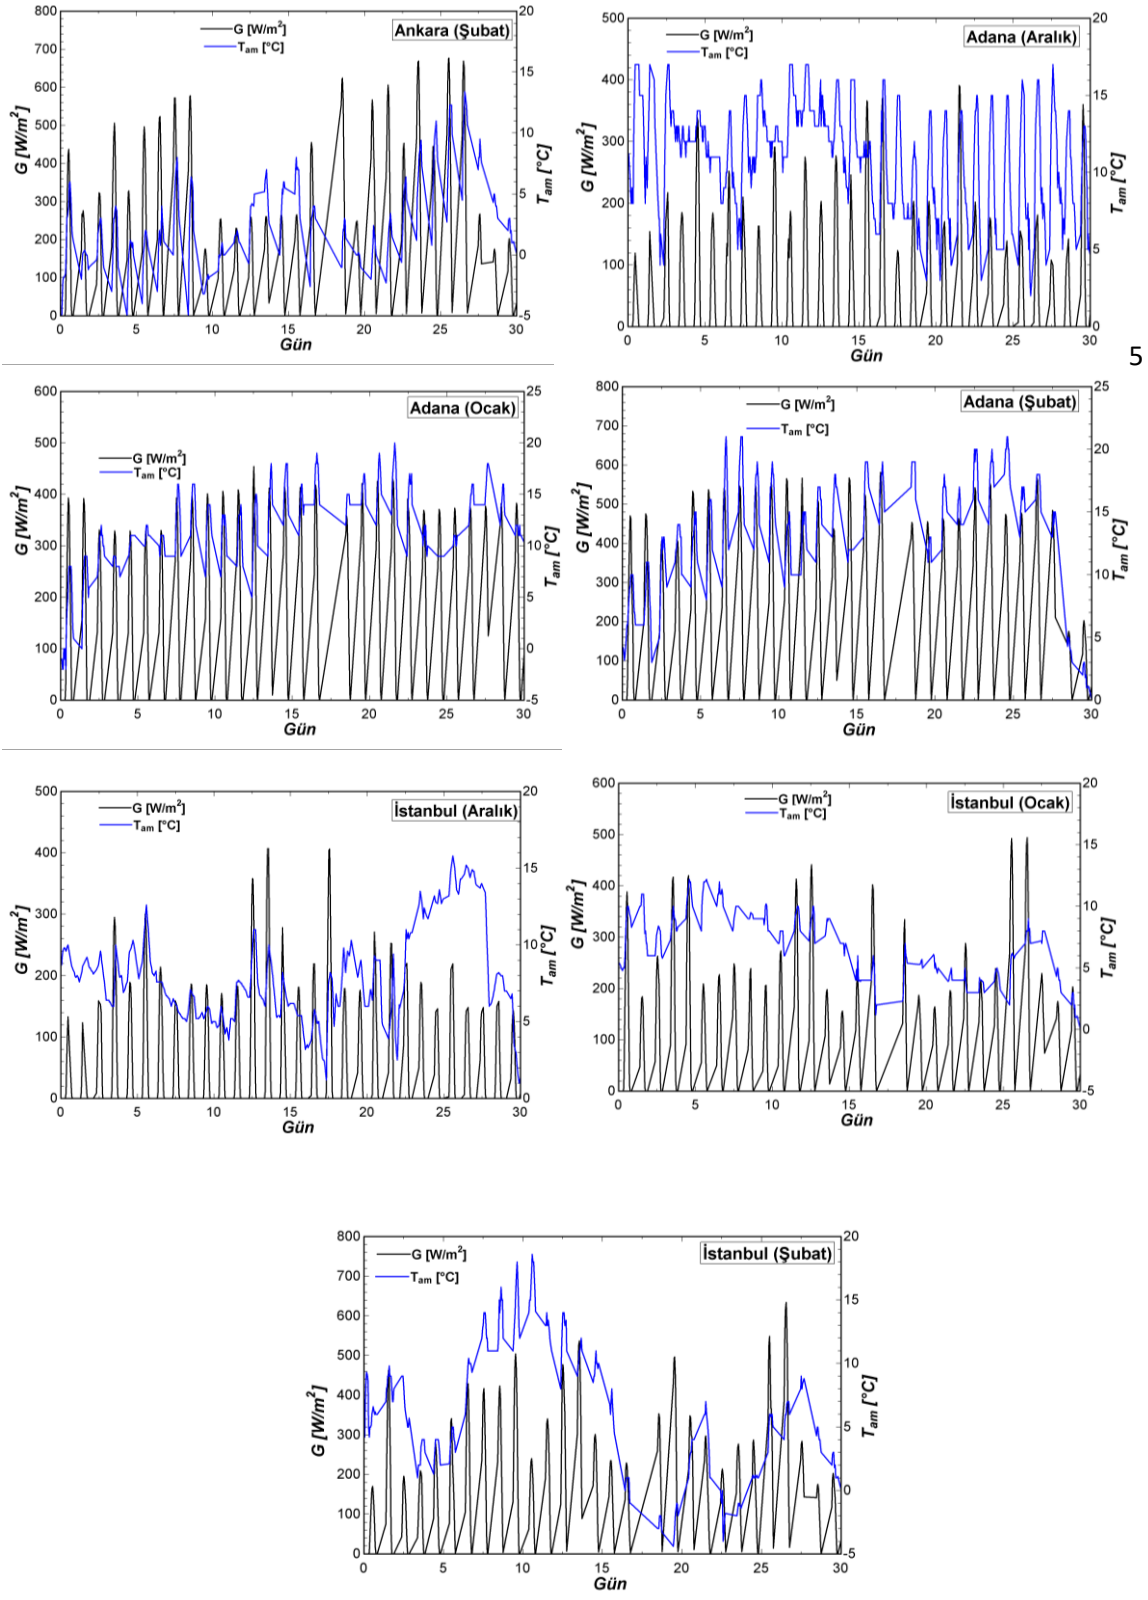 Ankara (Şubat)
G [W/m2]
Tam [°C]
G [W/m2]
800
700
600
500
400
300
200
100
0
0 5 10 15 20 25 30
Gün
20
15
10
5
0
-5
Tam [°C]
Adana (Aralık)
G [W/m2]
Tam [°C]
G [W/m2]
500
400
300
200
100
0
0 5 10 15 20 25 30
Gün
20
15
10
5
0
Tam [°C]
5
Adana (Ocak)
G [W/m2]
Tam [°C]
G [W/m2]
600
500
400
300
200
100
0
0 5 10 15 20 25 30
Gün
25
20
15
10
5
0
-5
Tam [°C]
Adana (Şubat)
G [W/m2]
Tam [°C]
G [W/m2]
800
700
600
500
400
300
200
100
0
0 5 10 15 20 25 30
Gün
25
20
15
10
5
0
Tam [°C]
İstanbul (Aralık)
G [W/m2]
Tam [°C]
G [W/m2]
500
400
300
200
100
0
0 5 10 15 20 25 30
Gün
20
15
10
5
0
Tam [°C]
İstanbul (Ocak)
G [W/m2]
Tam [°C]
G [W/m2]
600
500
400
300
200
100
0
0 5 10 15 20 25 30
Gün
20
15
10
5
0
-5
Tam [°C]
İstanbul (Şubat)
G [W/m2]
Tam [°C]
G [W/m2]
800
700
600
500
400
300
200
100
0
0 5 10 15 20 25 30
Gün
20
15
10
5
0
-5
Tam [°C]